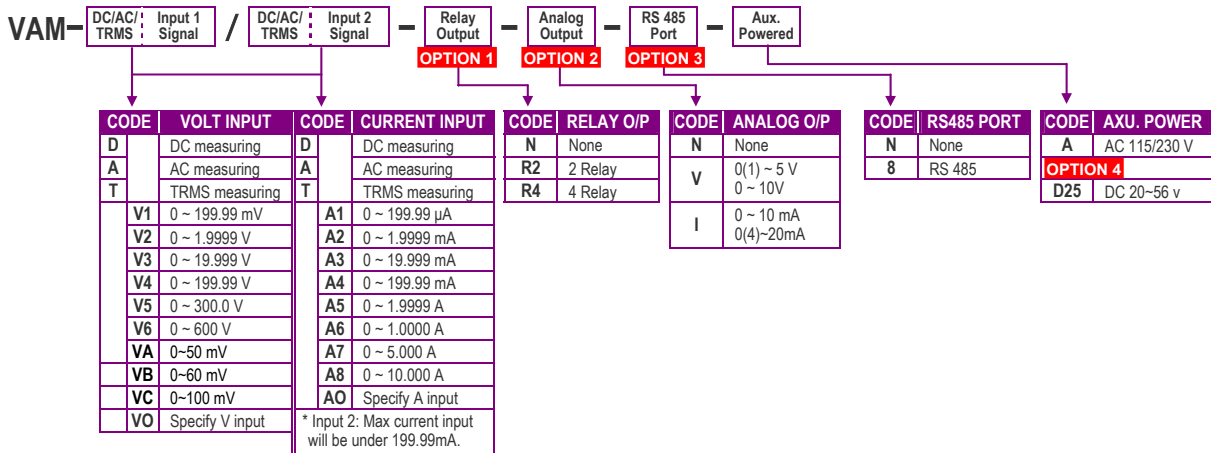 VAM- DC/AC/ TRMS Input 1 Signal / DC/AC/ TRMS Input 2 Signal - Relay Output - Analog Output - RS 485 Port - Aux. Powered
OPTION 1 OPTION 2 OPTION 3
CODE VOLT INPUT
D DC measuring
A AC measuring
T TRMS measuring
V1 0 ~ 199.99 mV
V2 0 ~ 1.9999 V
V3 0 ~ 19.999 V
V4 0 ~ 199.99 V
V5 0 ~ 300.0 V
V6 0 ~ 600 V
VA 0~50 mV
VB 0~60 mV
VC 0~100 mV
VO Specify V input
CODE CURRENT INPUT
D DC measuring
A AC measuring
T TRMS measuring
A1 0 ~ 199.99 µA
A2 0 ~ 1.9999 mA
A3 0 ~ 19.999 mA
A4 0 ~ 199.99 mA
A5 0 ~ 1.9999 A
A6 0 ~ 1.0000 A
A7 0 ~ 5.000 A
A8 0 ~ 10.000 A
AO Specify A input
* Input 2: Max current input
will be under 199.99mA.
CODE RELAY O/P
N None
R2 2 Relay
R4 4 Relay
CODE ANALOG O/P
N None
V 0(1) ~ 5 V
0 ~ 10V
I 0 ~ 10 mA
0(4)~20mA
CODE RS485 PORT
N None
8 RS 485
CODE AXU. POWER
A AC 115/230 V
OPTION 4
D25 DC 20~56 v